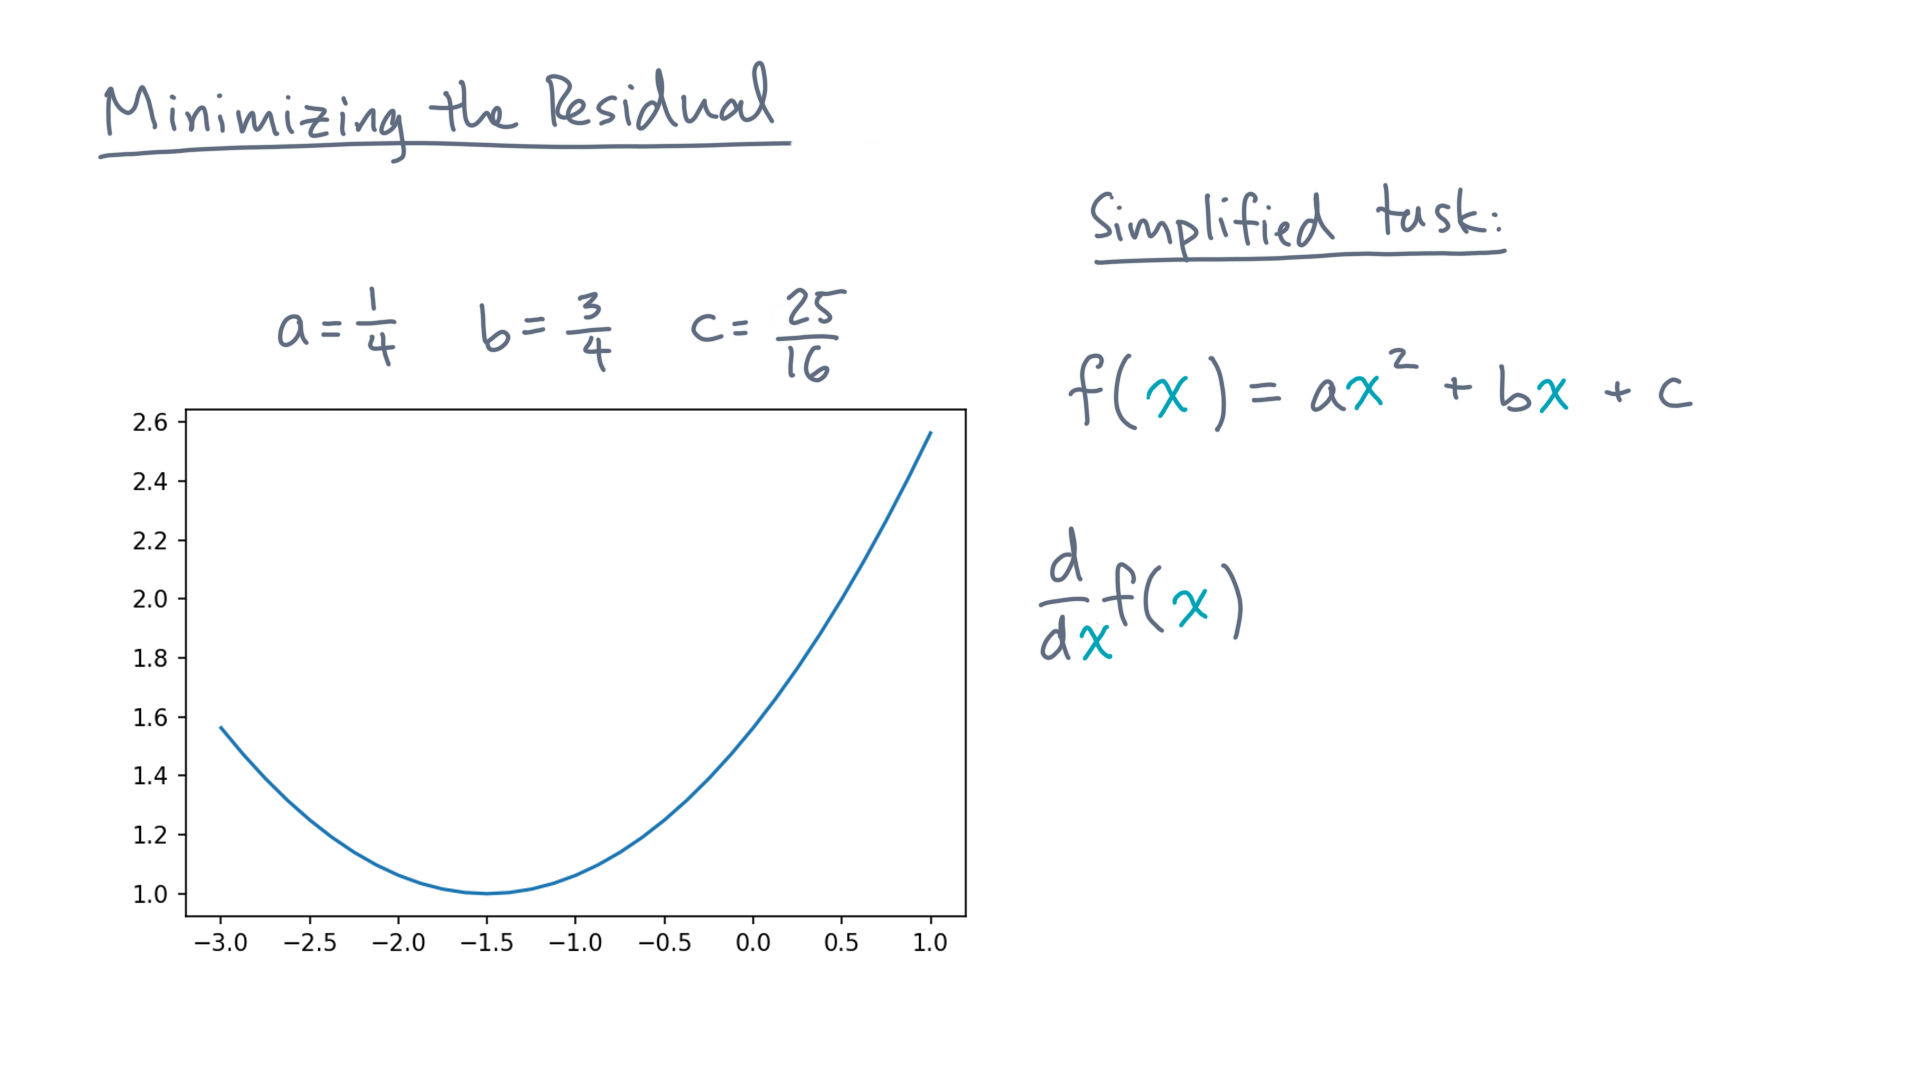 Minimizing the Residual
Simplified task:
a = 1/4 b = 3/4 c = 25/16
f(x) = ax² + bx + c
d/dx f(x)
2.6
2.4
2.2
2.0
1.8
1.6
1.4
1.2
1.0
−3.0 −2.5 −2.0 −1.5 −1.0 −0.5 0.0 0.5 1.0